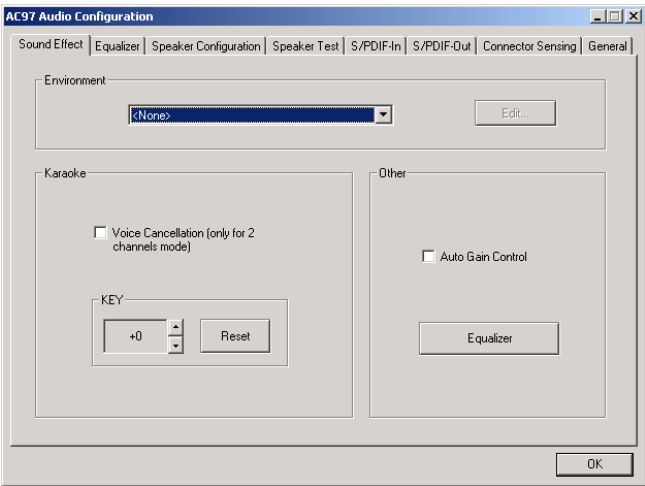 AC97 Audio Configuration
Sound Effect Equalizer Speaker Configuration Speaker Test S/PDIF-In S/PDIF-Out Connector Sensing General
Environment
<None> Edit...
Karaoke Other
Voice Cancellation (only for 2
channels mode)
Auto Gain Control
KEY
+0 Reset Equalizer
OK